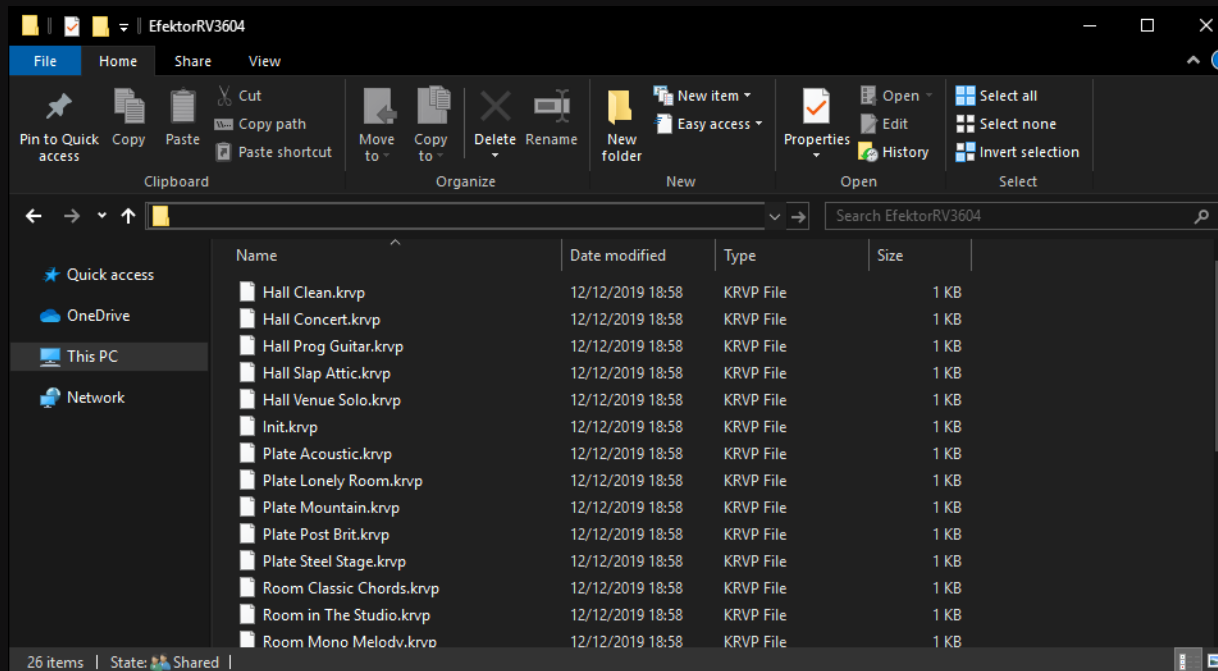 EfektorRV3604
File Home Share View
Pin to Quick access
Copy
Paste
Cut
Copy path
Paste shortcut
Move to
Copy to
Delete
Rename
New folder
New item
Easy access
Properties
Open
Edit
History
Select all
Select none
Invert selection
Clipboard Organize New Open Select
Search EfektorRV3604
Quick access
OneDrive
This PC
Network
Name Date modified Type Size
Hall Clean.krvp 12/12/2019 18:58 KRVP File 1 KB
Hall Concert.krvp 12/12/2019 18:58 KRVP File 1 KB
Hall Prog Guitar.krvp 12/12/2019 18:58 KRVP File 1 KB
Hall Slap Attic.krvp 12/12/2019 18:58 KRVP File 1 KB
Hall Venue Solo.krvp 12/12/2019 18:58 KRVP File 1 KB
Init.krvp 12/12/2019 18:58 KRVP File 1 KB
Plate Acoustic.krvp 12/12/2019 18:58 KRVP File 1 KB
Plate Lonely Room.krvp 12/12/2019 18:58 KRVP File 1 KB
Plate Mountain.krvp 12/12/2019 18:58 KRVP File 1 KB
Plate Post Brit.krvp 12/12/2019 18:58 KRVP File 1 KB
Plate Steel Stage.krvp 12/12/2019 18:58 KRVP File 1 KB
Room Classic Chords.krvp 12/12/2019 18:58 KRVP File 1 KB
Room in The Studio.krvp 12/12/2019 18:58 KRVP File 1 KB
Room Mono Melody.krvp 12/12/2019 18:58 KRVP File 1 KB
26 items State: Shared